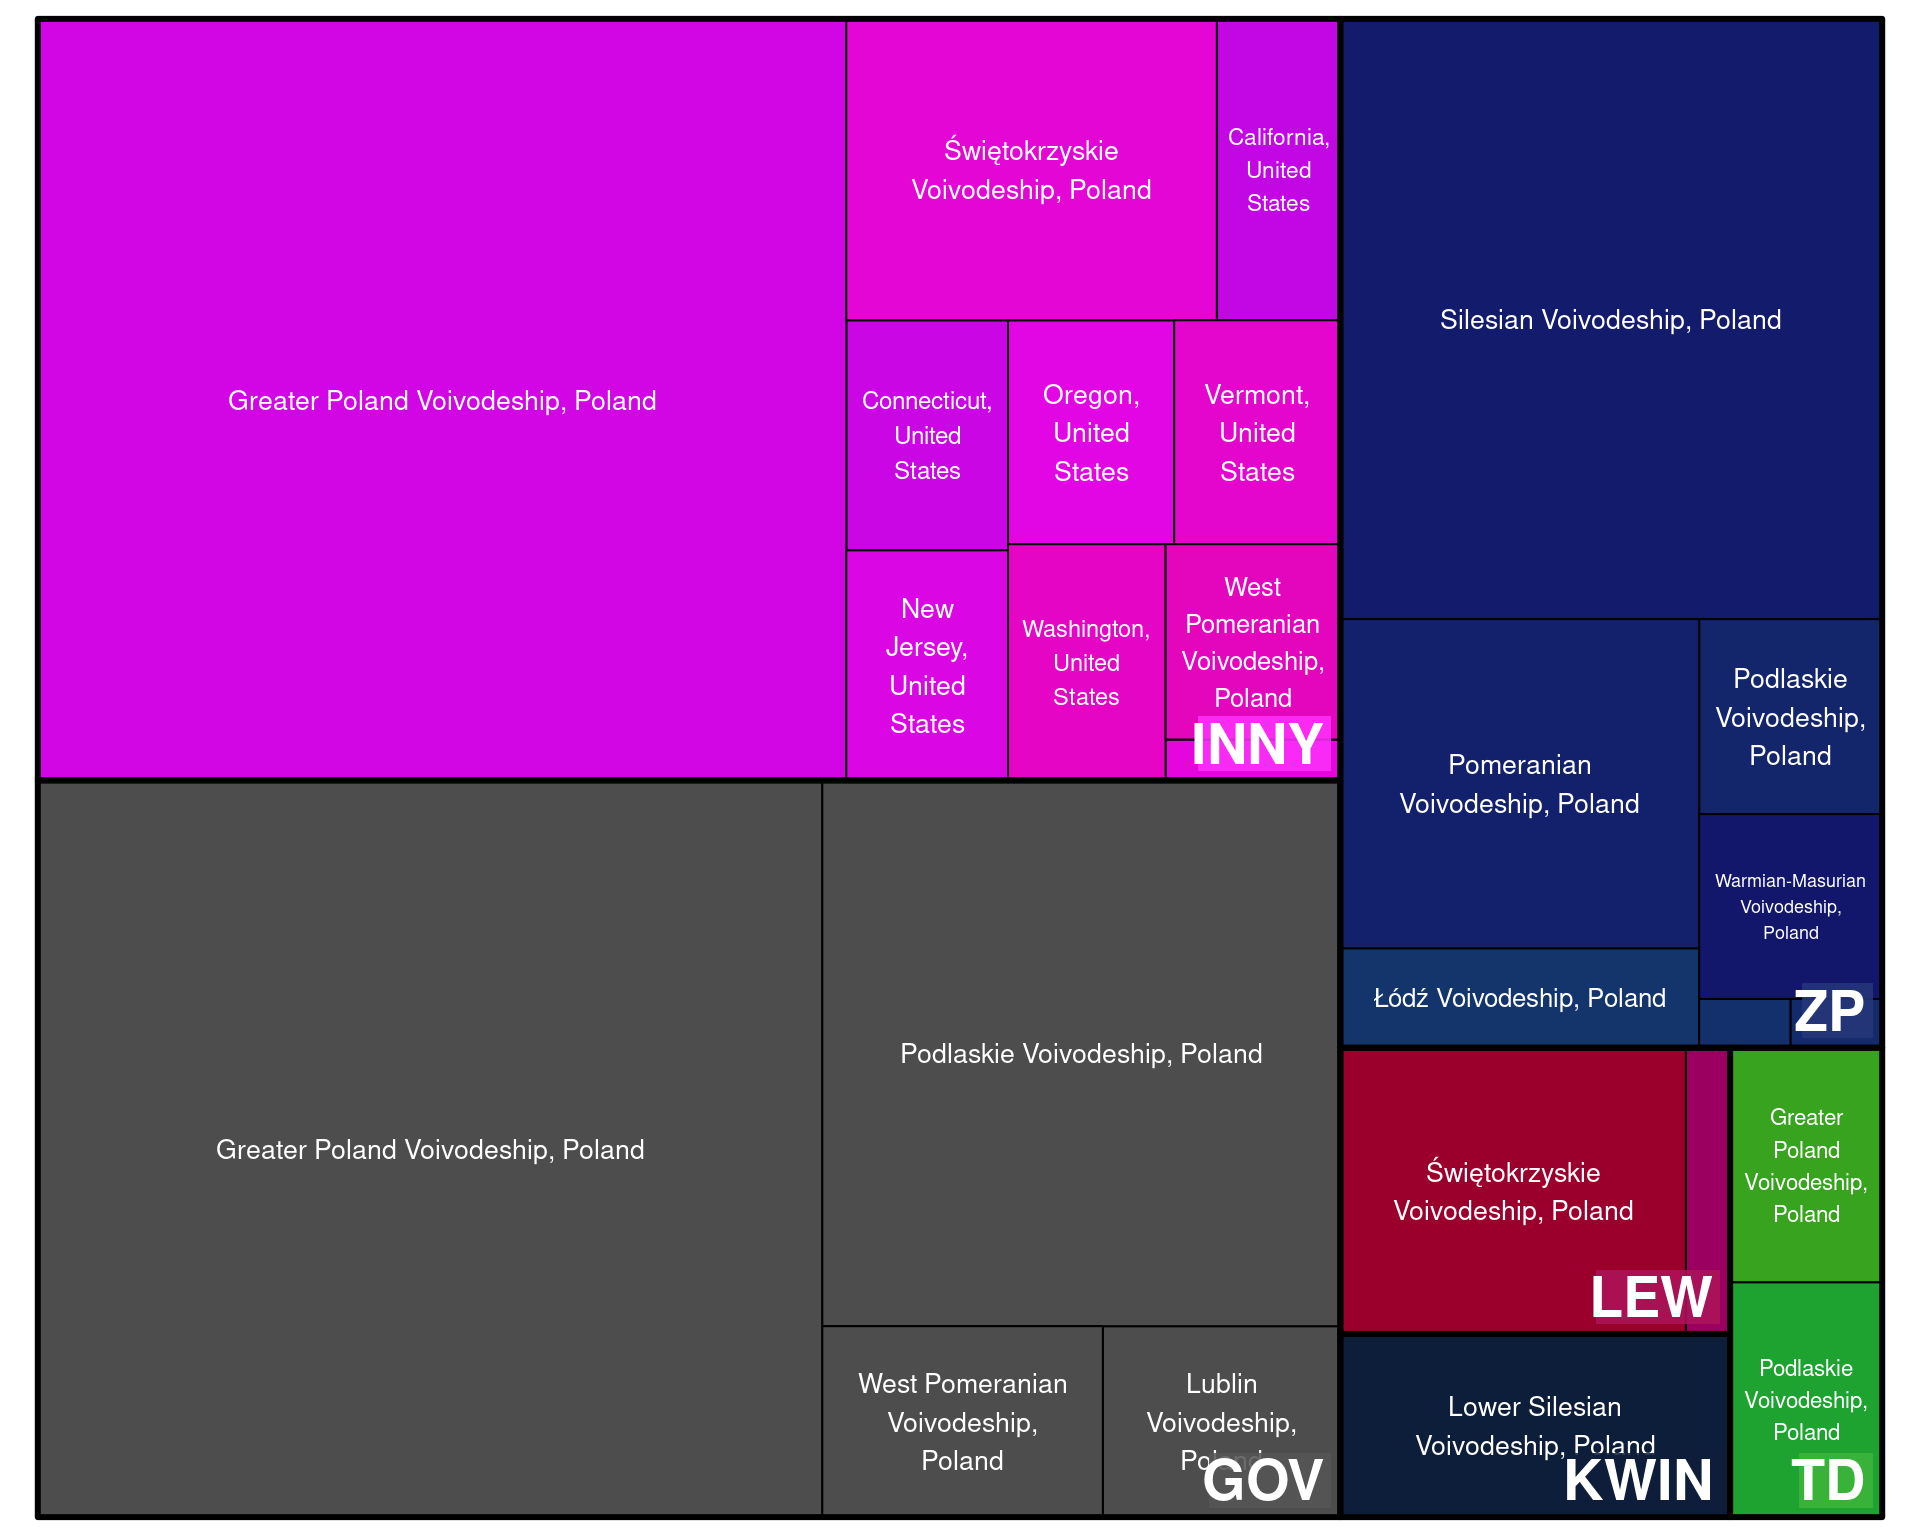 Greater Poland Voivodeship, Poland
Świętokrzyskie
Voivodeship, Poland
California,
United
States
Connecticut,
United
States
Oregon,
United
States
Vermont,
United
States
New
Jersey,
United
States
Washington,
United
States
West
Pomeranian
Voivodeship,
Poland
INNY
Silesian Voivodeship, Poland
Pomeranian
Voivodeship, Poland
Podlaskie
Voivodeship,
Poland
Warmian-Masurian
Voivodeship,
Poland
Łódź Voivodeship, Poland
ZP
Greater Poland Voivodeship, Poland
Podlaskie Voivodeship, Poland
West Pomeranian
Voivodeship,
Poland
Lublin
Voivodeship,
Poland
GOV
Świętokrzyskie
Voivodeship, Poland
LEW
Lower Silesian
Voivodeship, Poland
KWIN
Greater
Poland
Voivodeship,
Poland
Podlaskie
Voivodeship,
Poland
TD